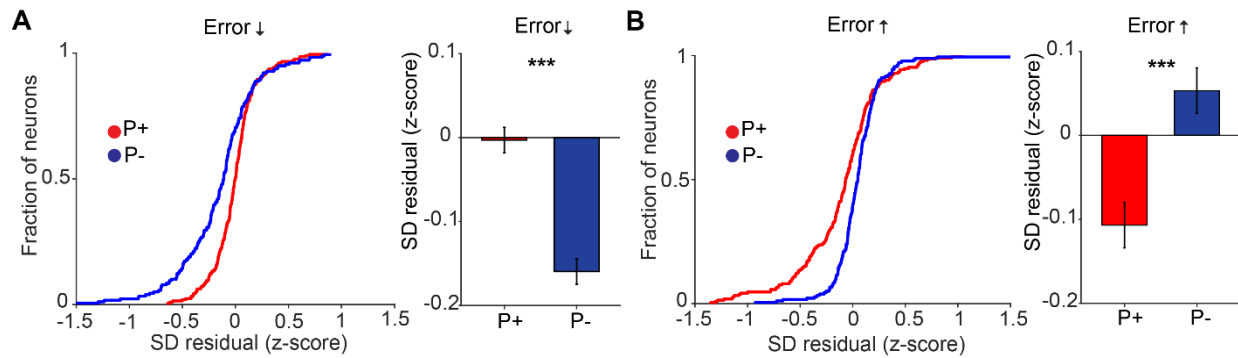 A
Error ↓
Fraction of neurons
1
0.5
0
P+
P-
-1.5 -1 -0.5 0 0.5 1 1.5
SD residual (z-score)
Error ↓
***
SD residual (z-score)
0.1
0
-0.1
-0.2
P+ P-
B
Error ↑
Fraction of neurons
1
0.5
0
P+
P-
-1.5 -1 -0.5 0 0.5 1 1.5
SD residual (z-score)
Error ↑
***
SD residual (z-score)
0.1
0
-0.1
-0.2
P+ P-